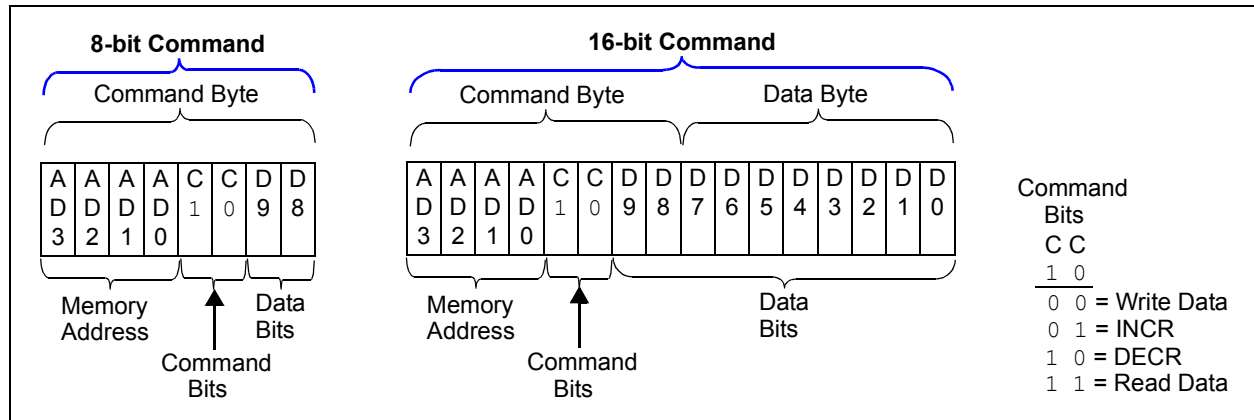 8-bit Command
16-bit Command
Command Byte
Command Byte
Data Byte
A A A A C C D D
D D D D 1 0 9 8
3 2 1 0
A A A A C C D D D D D D D D D D
D D D D 1 0 9 8 7 6 5 4 3 2 1 0
3 2 1 0
Memory
Address
Data
Bits
Command
Bits
Memory
Address
Data
Bits
Command
Bits
Command
Bits
C C
1 0
0 0 = Write Data
0 1 = INCR
1 0 = DECR
1 1 = Read Data